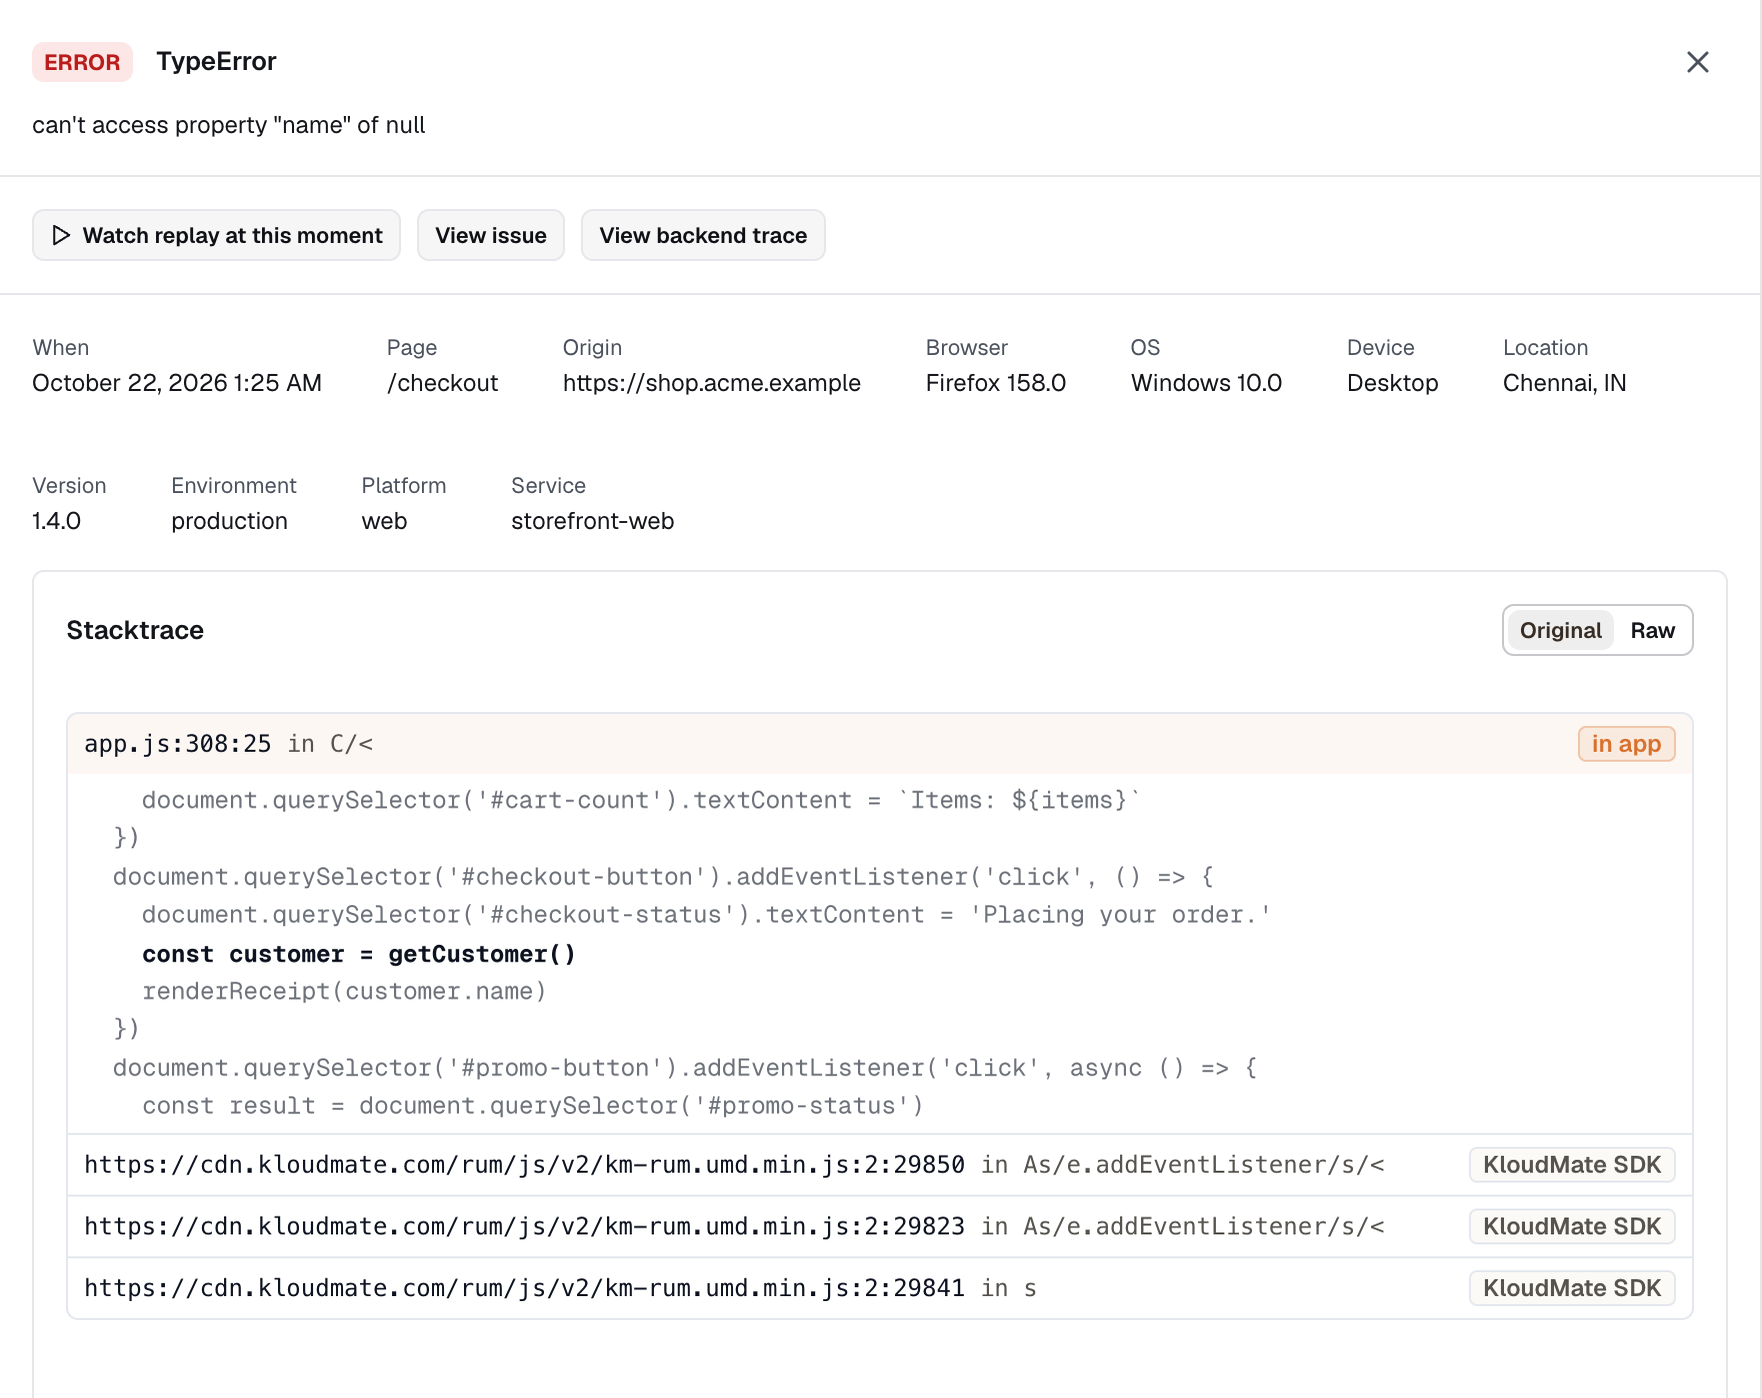 ERROR TypeError
can't access property "name" of null
Watch replay at this moment View issue View backend trace
When Page Origin Browser OS Device Location
October 22, 2026 1:25 AM /checkout https://shop.acme.example Firefox 158.0 Windows 10.0 Desktop Chennai, IN
Version Environment Platform Service
1.4.0 production web storefront-web
Stacktrace Original Raw
app.js:308:25 in C/< in app
document.querySelector('#cart-count').textContent = `Items: ${items}`
})
document.querySelector('#checkout-button').addEventListener('click', () => {
document.querySelector('#checkout-status').textContent = 'Placing your order.'
const customer = getCustomer()
renderReceipt(customer.name)
})
document.querySelector('#promo-button').addEventListener('click', async () => {
const result = document.querySelector('#promo-status')
https://cdn.kloudmate.com/rum/js/v2/km-rum.umd.min.js:2:29850 in As/e.addEventListener/s/< KloudMate SDK
https://cdn.kloudmate.com/rum/js/v2/km-rum.umd.min.js:2:29823 in As/e.addEventListener/s/< KloudMate SDK
https://cdn.kloudmate.com/rum/js/v2/km-rum.umd.min.js:2:29841 in s KloudMate SDK